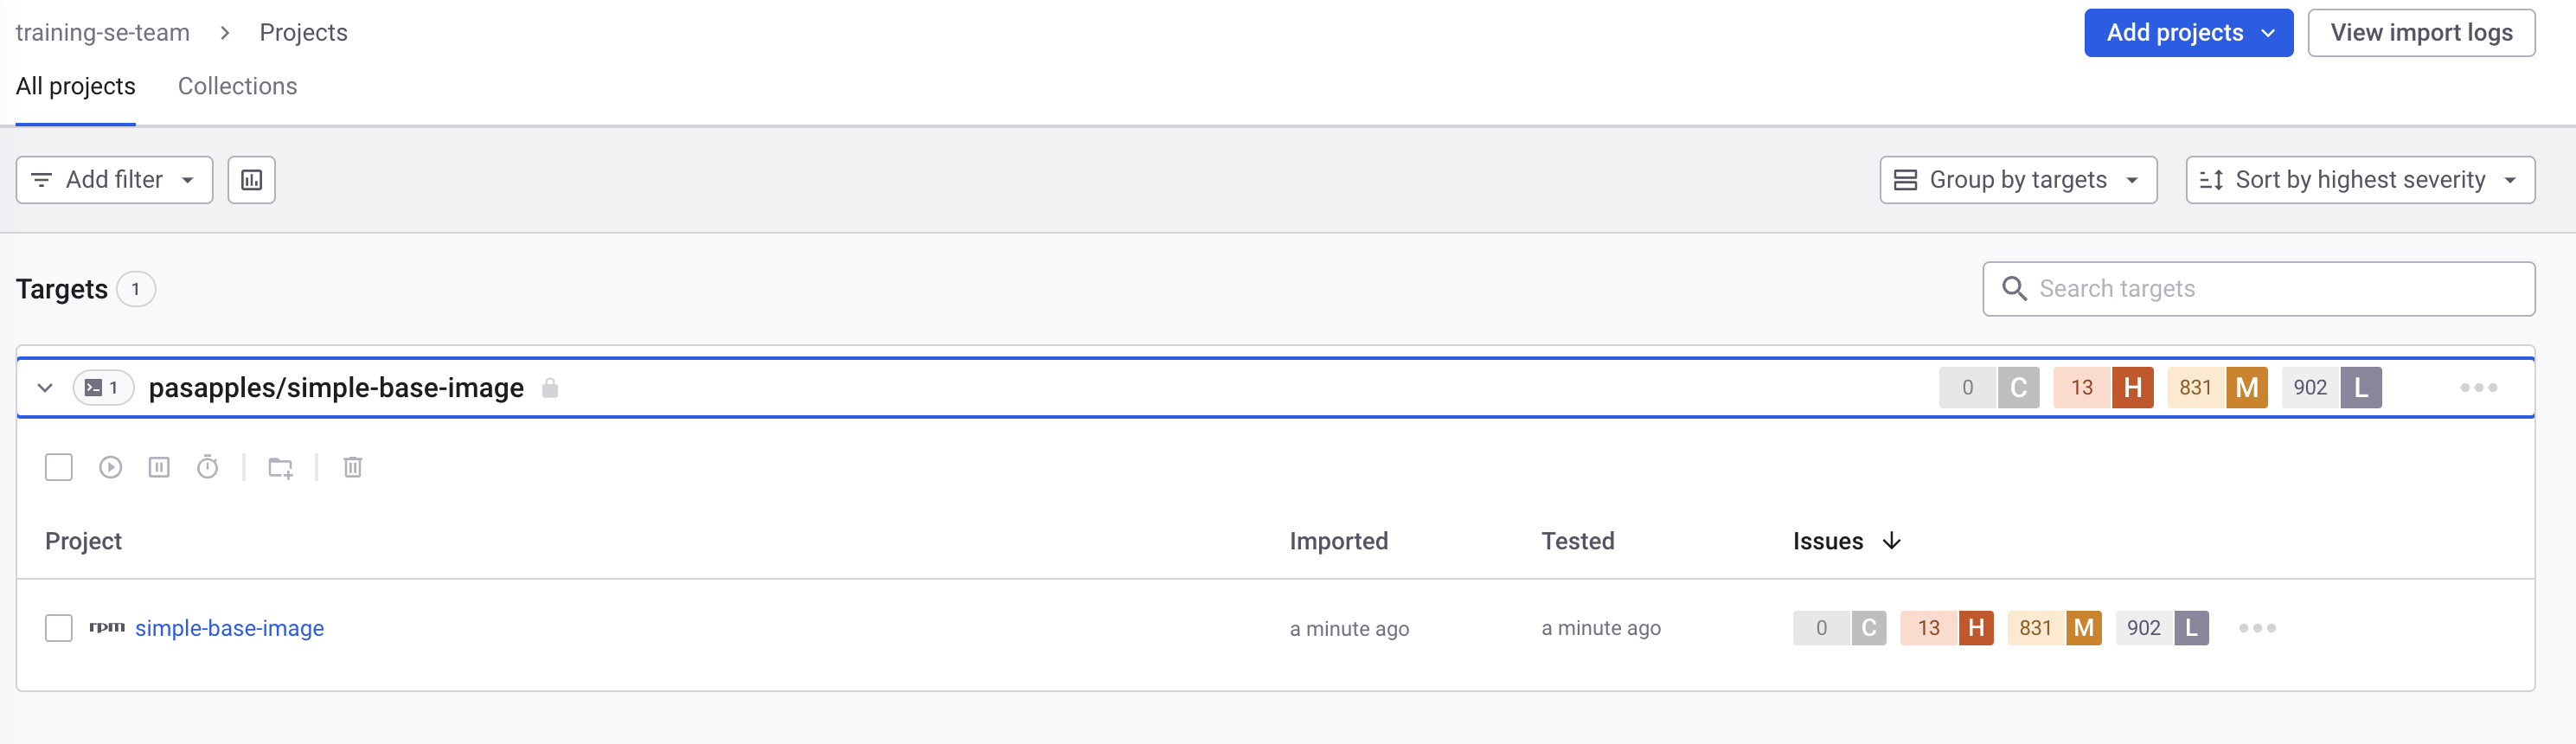 training-se-team > Projects
Add projects
View import logs
All projects
Collections
Add filter
Group by targets
Sort by highest severity
Targets 1
Search targets
1 pasapples/simple-base-image
0 C 13 H 831 M 902 L
Project Imported Tested Issues
rpm simple-base-image a minute ago a minute ago 0 C 13 H 831 M 902 L